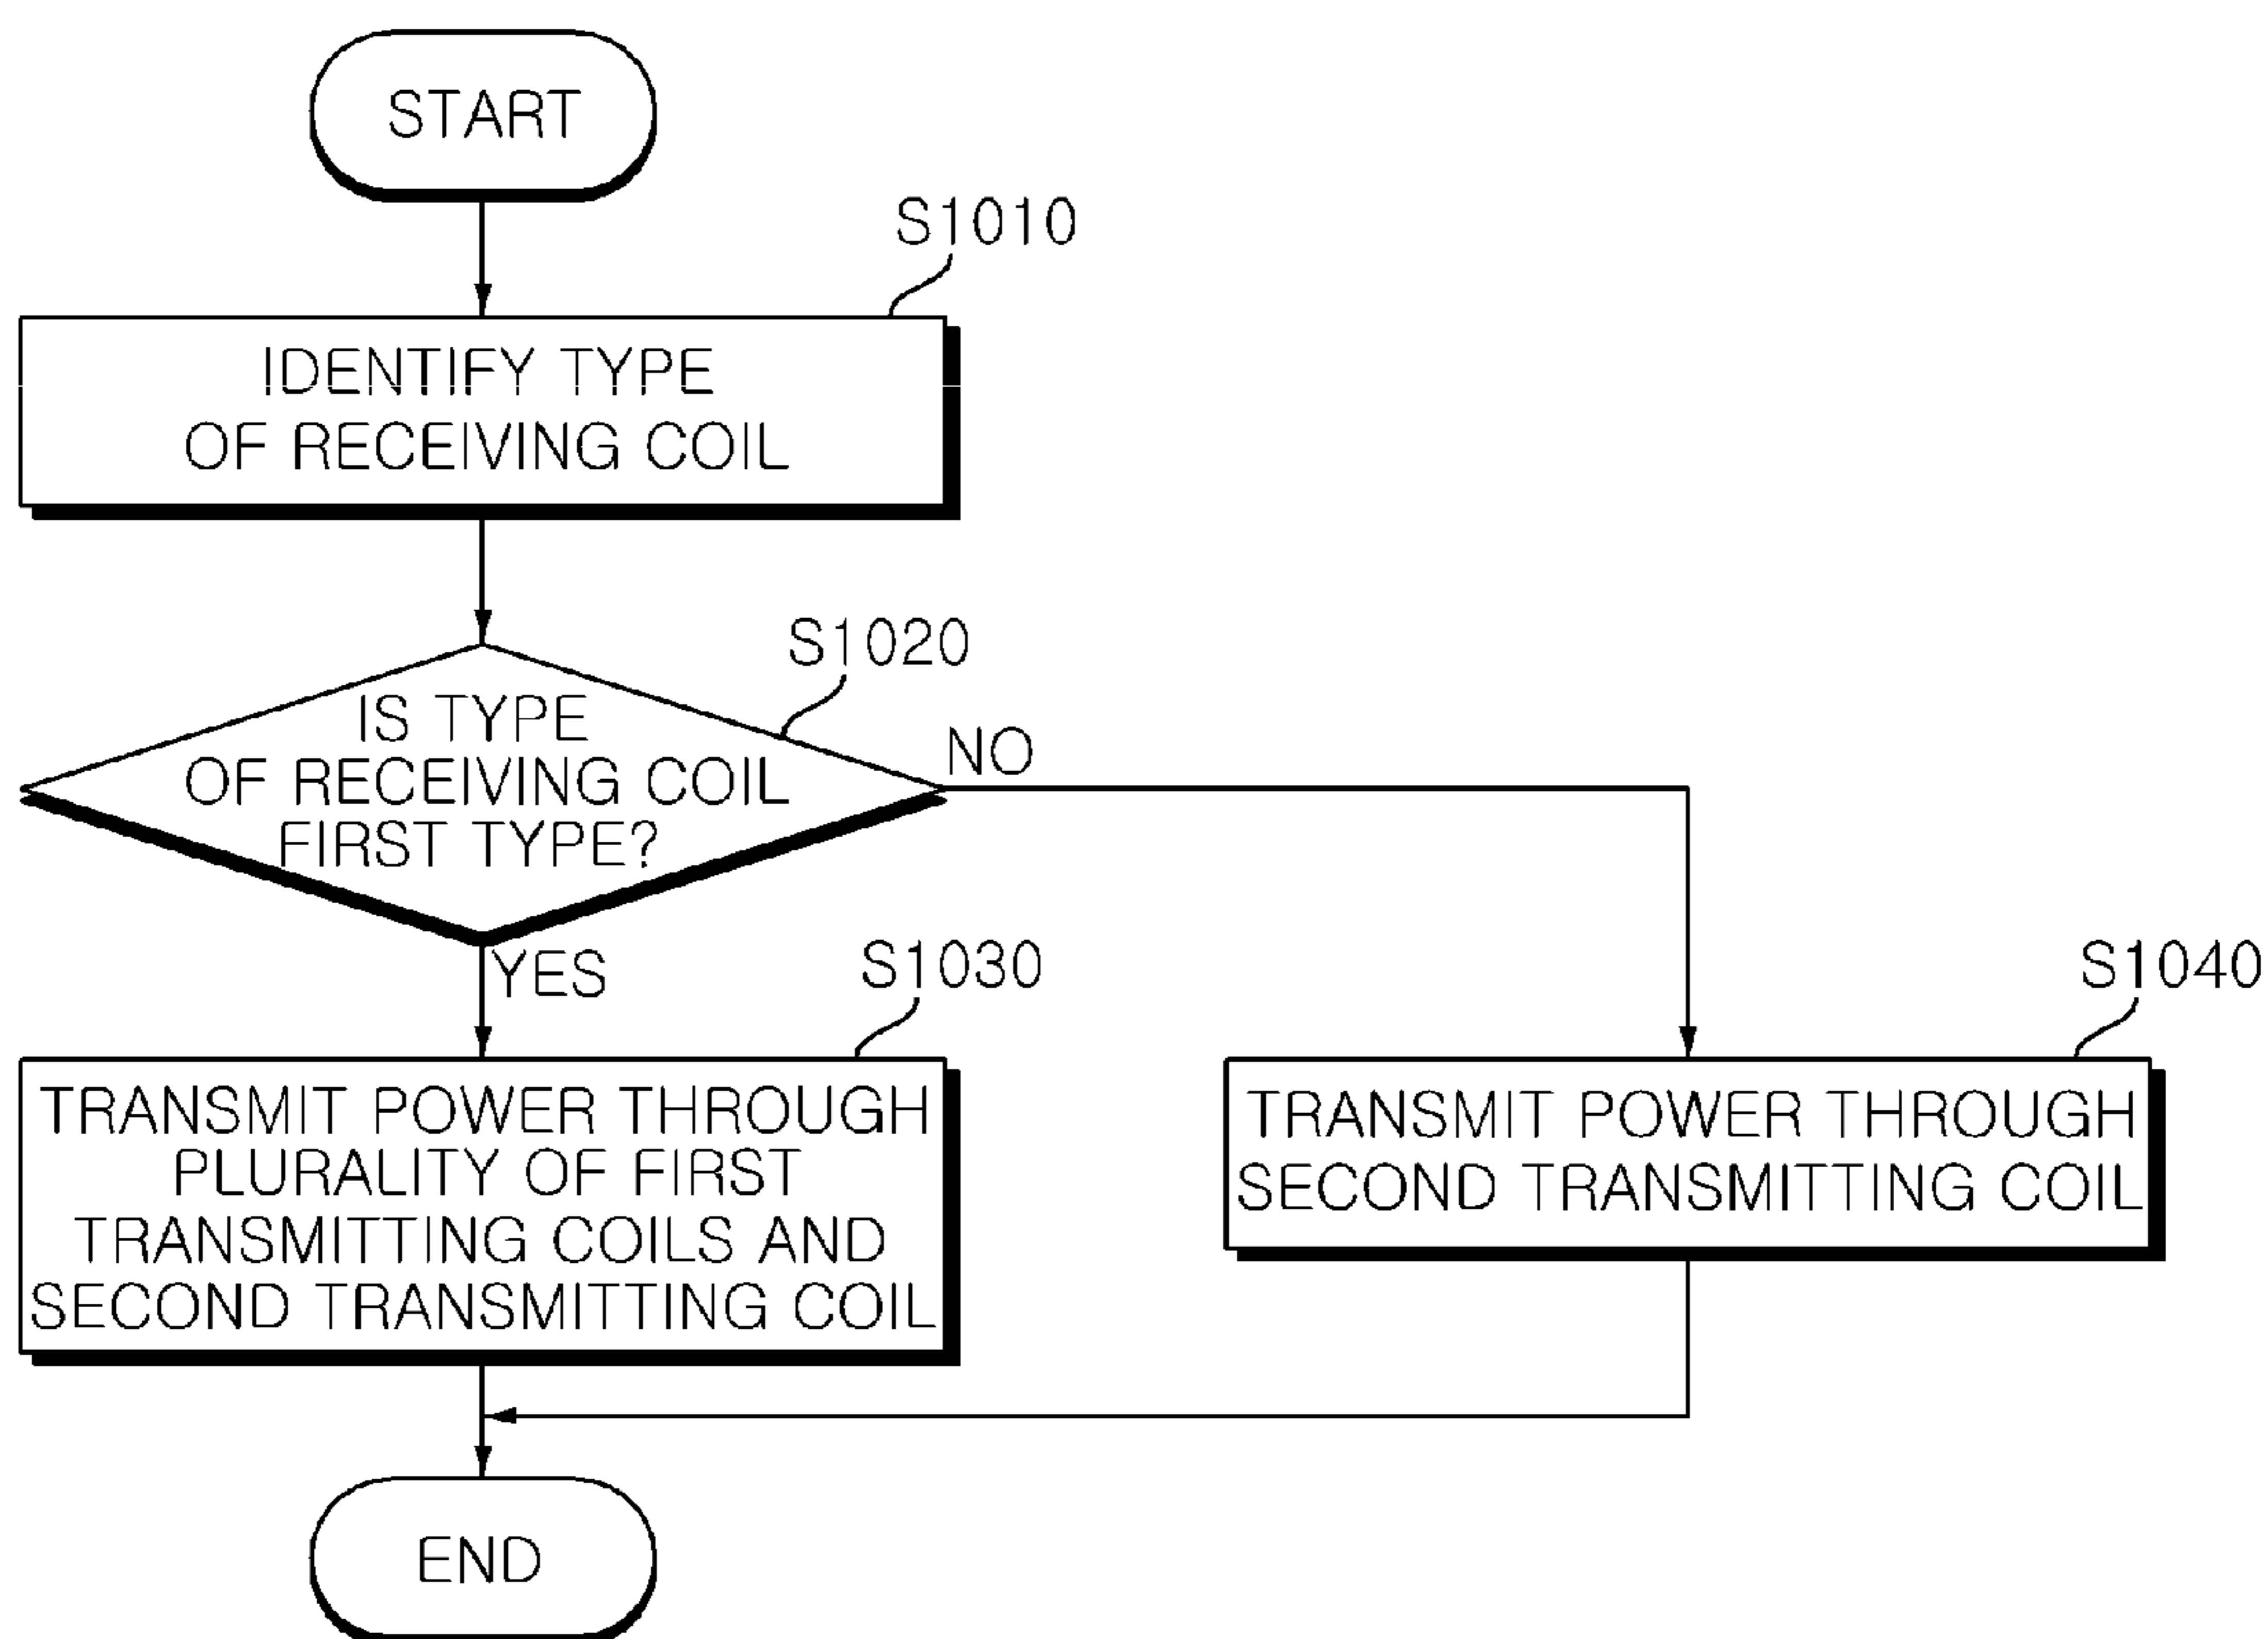 START
S1010
IDENTIFY TYPE
OF RECEIVING COIL
S1020
IS TYPE
OF RECEIVING COIL
FIRST TYPE?
NO
YES
S1030
TRANSMIT POWER THROUGH
PLURALITY OF FIRST
TRANSMITTING COILS AND
SECOND TRANSMITTING COIL
S1040
TRANSMIT POWER THROUGH
SECOND TRANSMITTING COIL
END